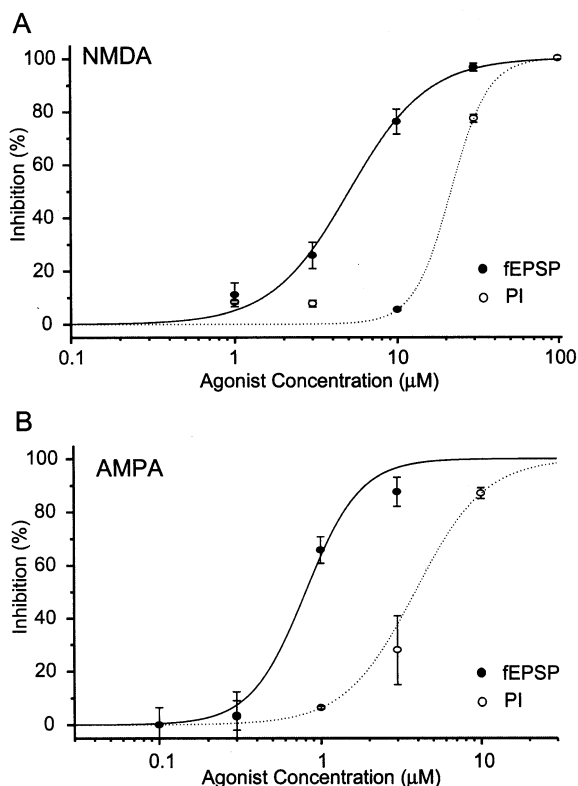 A
NMDA
100
80
60
40
20
0
Inhibition (%)
fEPSP
PI
0.1 1 10 100
Agonist Concentration (μM)
B
AMPA
100
80
60
40
20
0
Inhibition (%)
fEPSP
PI
0.1 1 10
Agonist Concentration (μM)